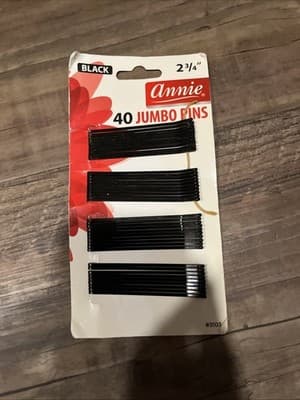 BLACK
2 3/4"
annie®
40 JUMBO PINS